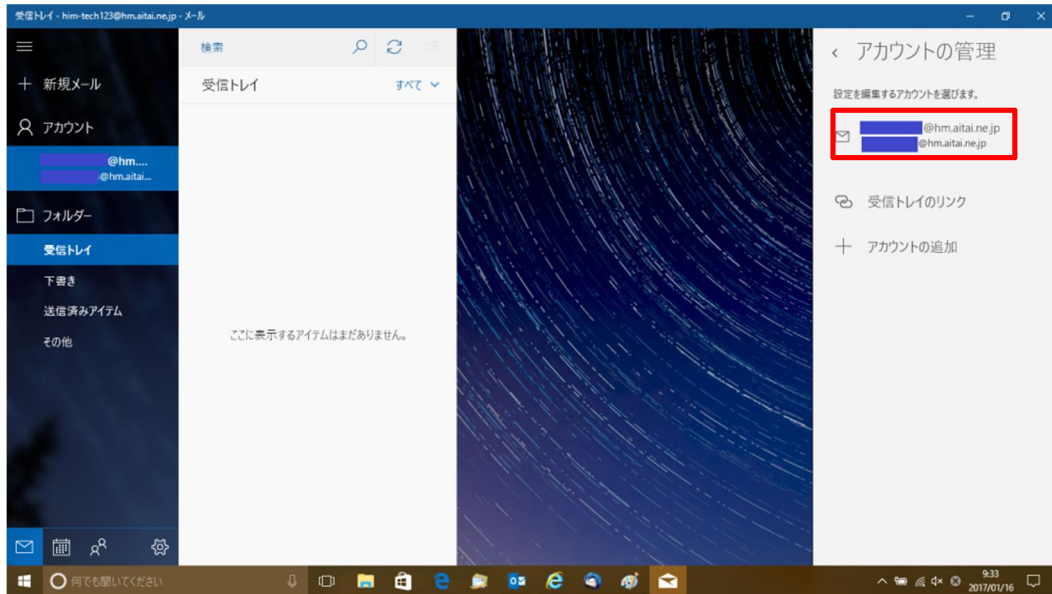 受信トレイ - him-tech123@hm.aitai.ne.jp - メール
検索
新規メール
受信トレイ
すべて
アカウント
@hm....
@hm.aitai...
フォルダー
受信トレイ
下書き
送信済みアイテム
その他
ここに表示するアイテムはまだありません。
アカウントの管理
設定を編集するアカウントを選びます。
@hm.aitai.ne.jp
@hm.aitai.ne.jp
受信トレイのリンク
アカウントの追加
何でも聞いてください
9:33
2017/01/16